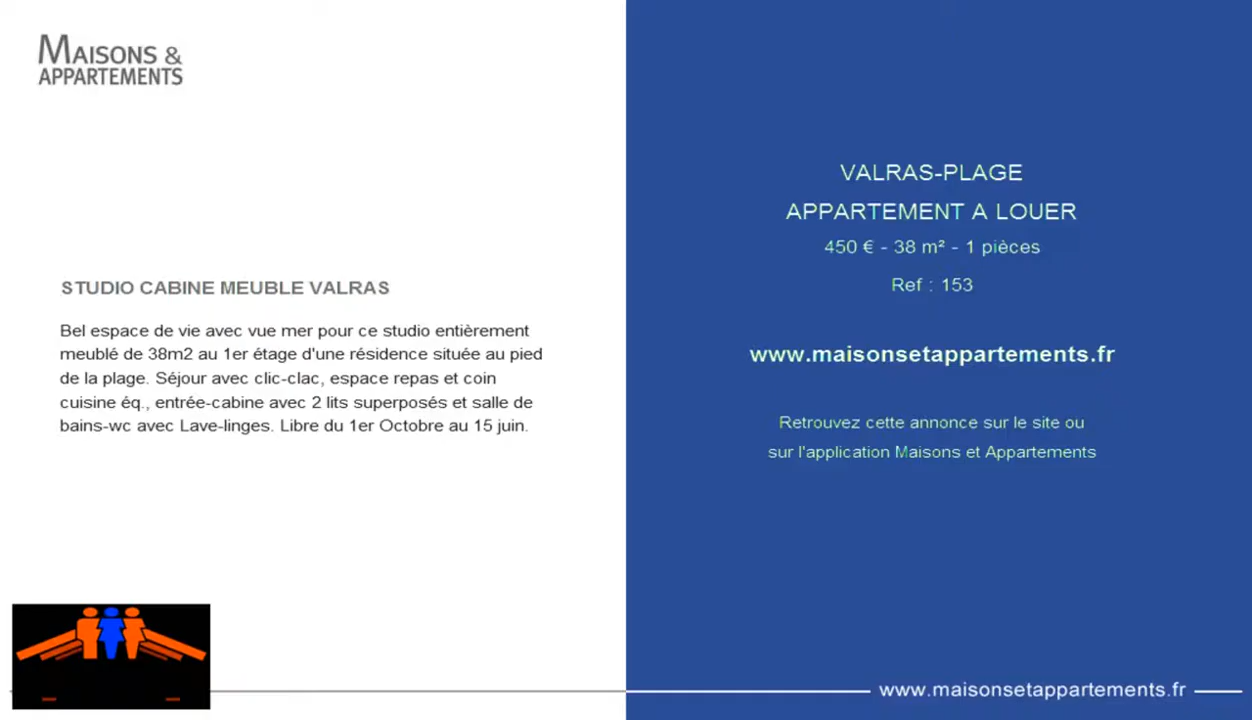 MAISONS &
APPARTEMENTS
STUDIO CABINE MEUBLE VALRAS
Bel espace de vie avec vue mer pour ce studio entièrement
meublé de 38m2 au 1er étage d'une résidence située au pied
de la plage. Séjour avec clic-clac, espace repas et coin
cuisine éq., entrée-cabine avec 2 lits superposés et salle de
bains-wc avec Lave-linges. Libre du 1er Octobre au 15 juin.
VALRAS-PLAGE
APPARTEMENT A LOUER
450 € - 38 m² - 1 pièces
Ref : 153
www.maisonsetappartements.fr
Retrouvez cette annonce sur le site ou
sur l'application Maisons et Appartements
www.maisonsetappartements.fr